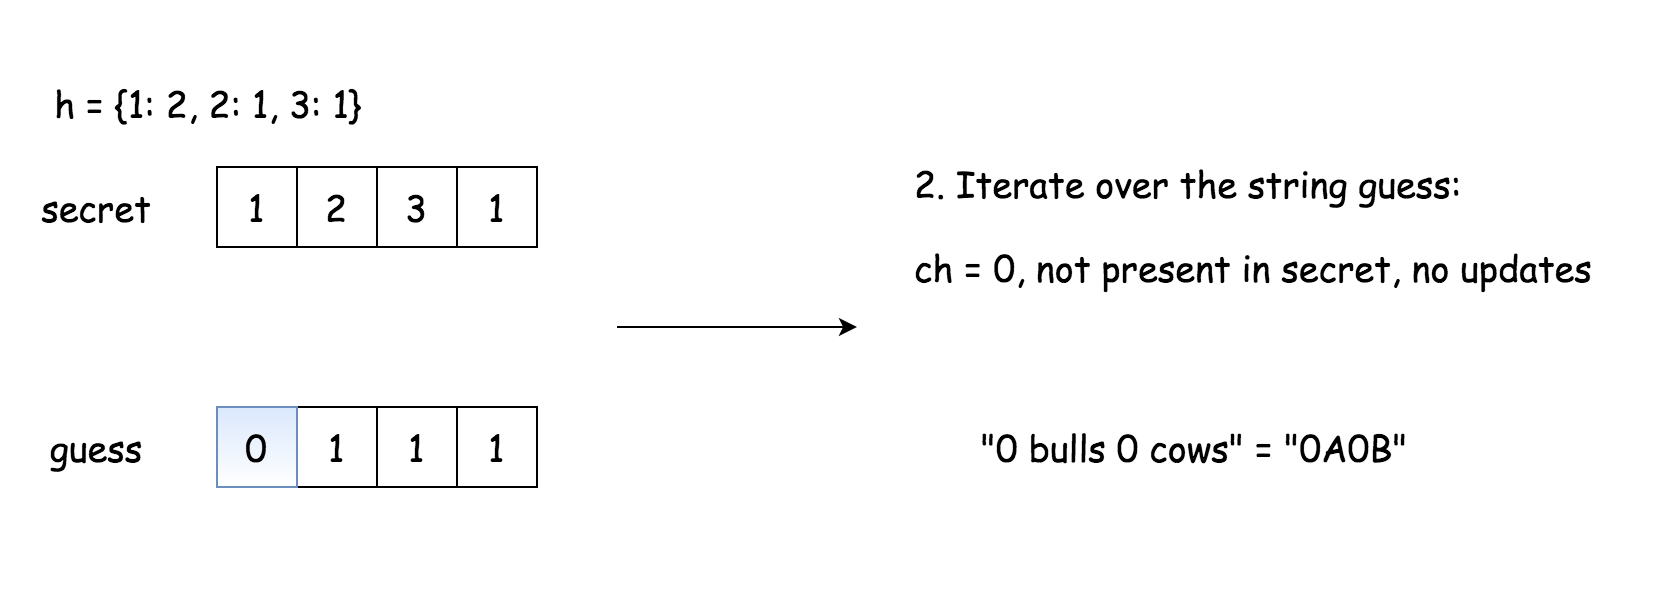 h = {1: 2, 2: 1, 3: 1}
secret 1 2 3 1
2. Iterate over the string guess:
ch = 0, not present in secret, no updates
guess 0 1 1 1
"0 bulls 0 cows" = "0A0B"